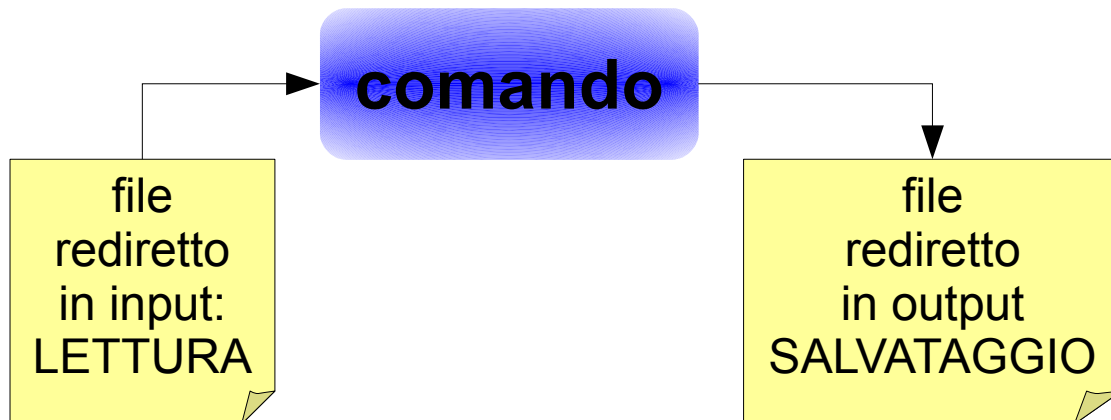 comando
file
rediretto
in input:
LETTURA
file
rediretto
in output
SALVATAGGIO